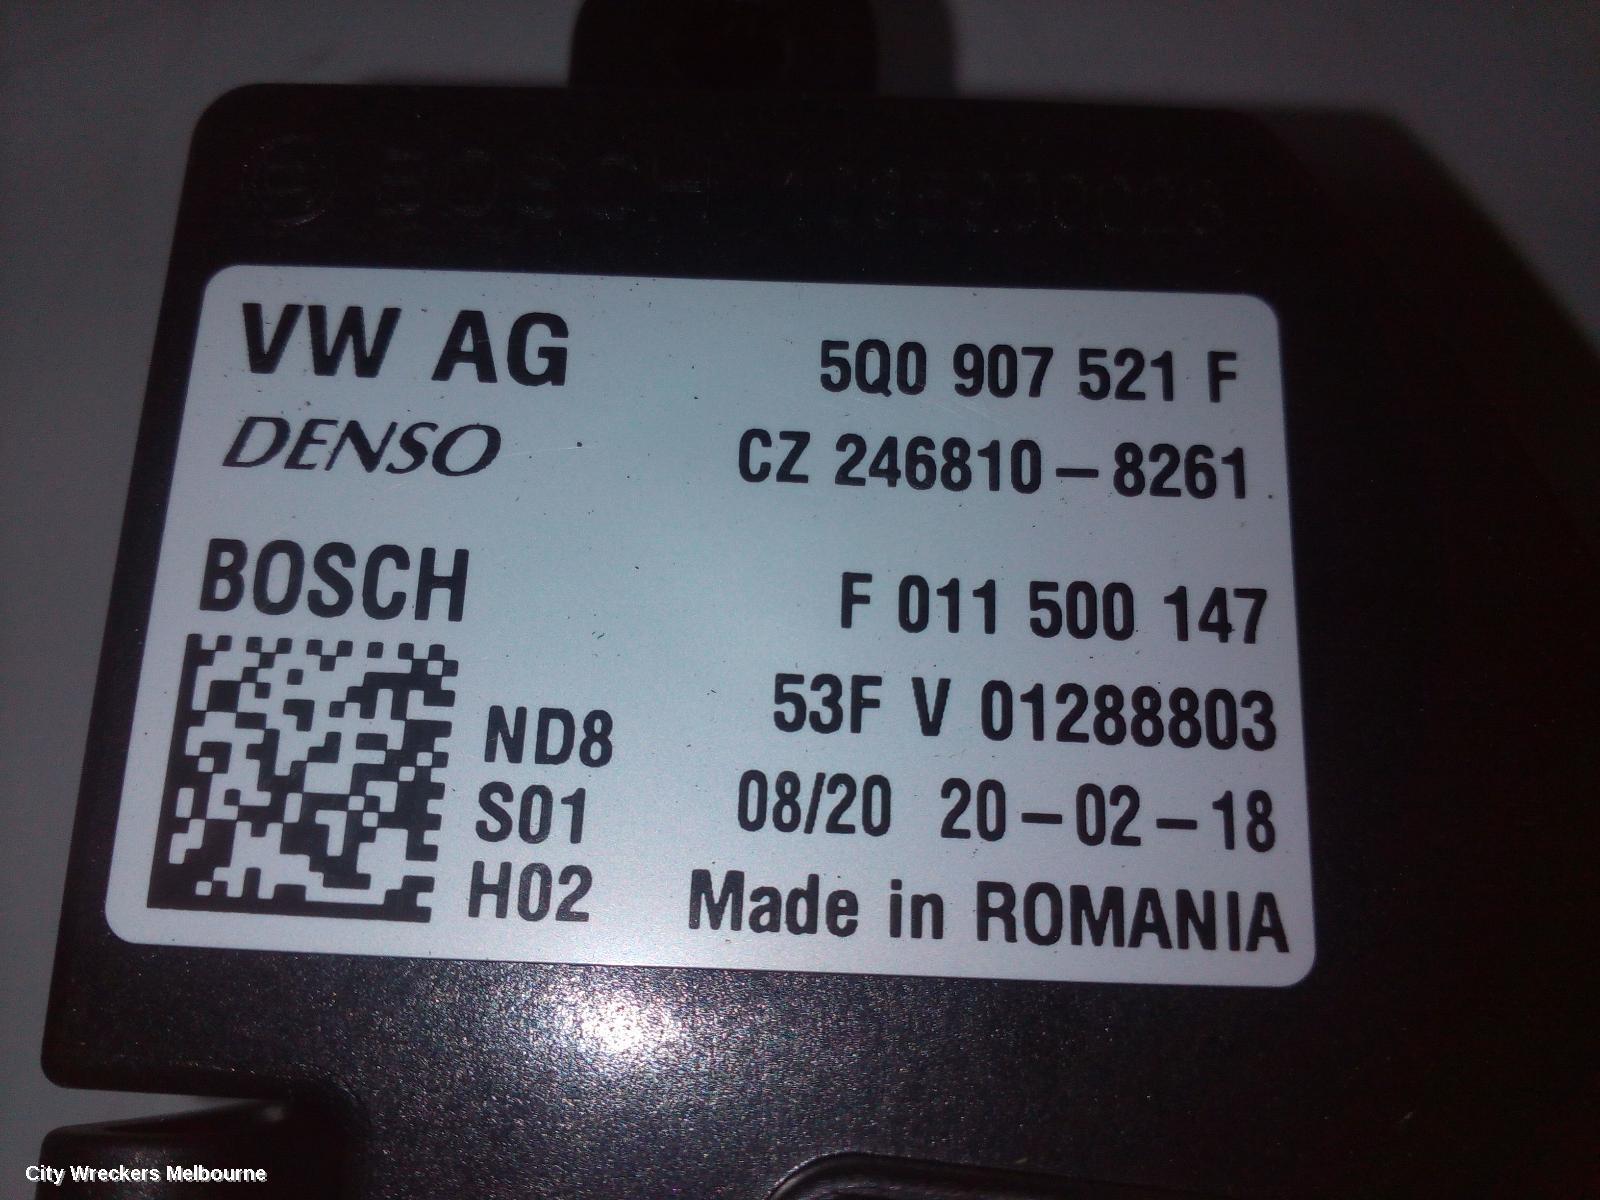 BOSCH
VW AG 5Q0 907 521 F
DENSO CZ 246810-8261
BOSCH F 011 500 147
53F V 01288803
ND8
S01 08/20 20-02-18
H02 Made in ROMANIA
City Wreckers Melbourne